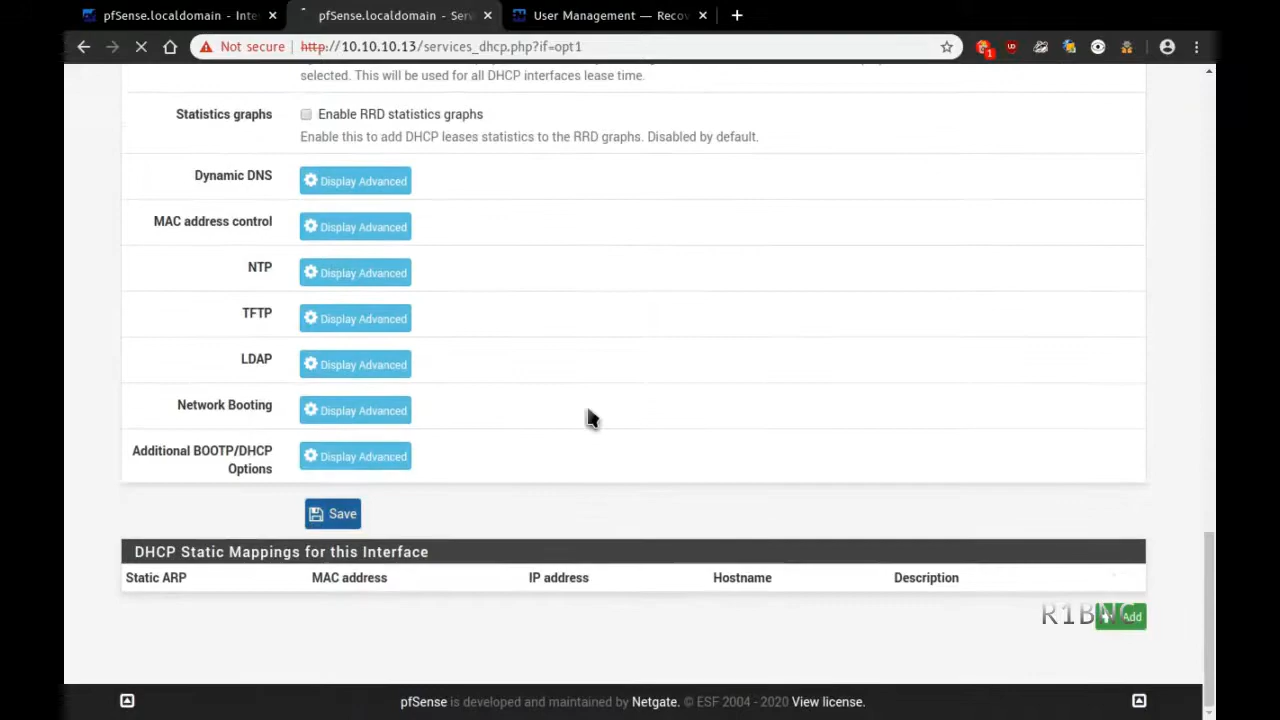 pfSense.localdomain - Inte
pfSense.localdomain - Serv
User Management — Recov
Not secure
http://10.10.10.13/services_dhcp.php?if=opt1
1
selected. This will be used for all DHCP interfaces lease time.
Statistics graphs
Enable RRD statistics graphs
Enable this to add DHCP leases statistics to the RRD graphs. Disabled by default.
Dynamic DNS
Display Advanced
MAC address control
Display Advanced
NTP
Display Advanced
TFTP
Display Advanced
LDAP
Display Advanced
Network Booting
Display Advanced
Additional BOOTP/DHCP
Options
Display Advanced
Save
DHCP Static Mappings for this Interface
Static ARP MAC address IP address Hostname Description
R1BNC
Add
pfSense is developed and maintained by Netgate. © ESF 2004 - 2020 View license.